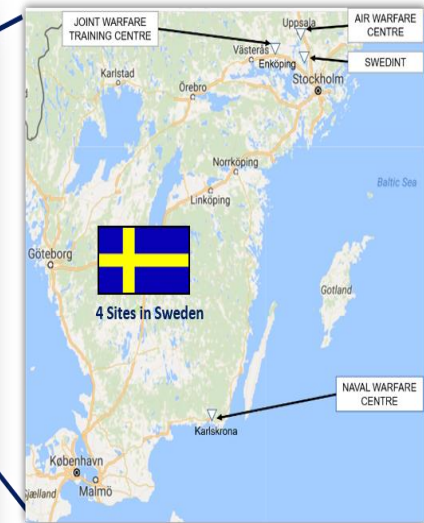 JOINT WARFARE
TRAINING CENTRE
Uppsala
AIR WARFARE
CENTRE
Västerås
Enköping
SWEDINT
Karlstad
Stockholm
Örebro
Norrköping
Baltic Sea
Linköping
Göteborg
Gotland
4 Sites in Sweden
NAVAL WARFARE
CENTRE
Karlskrona
København
Malmö